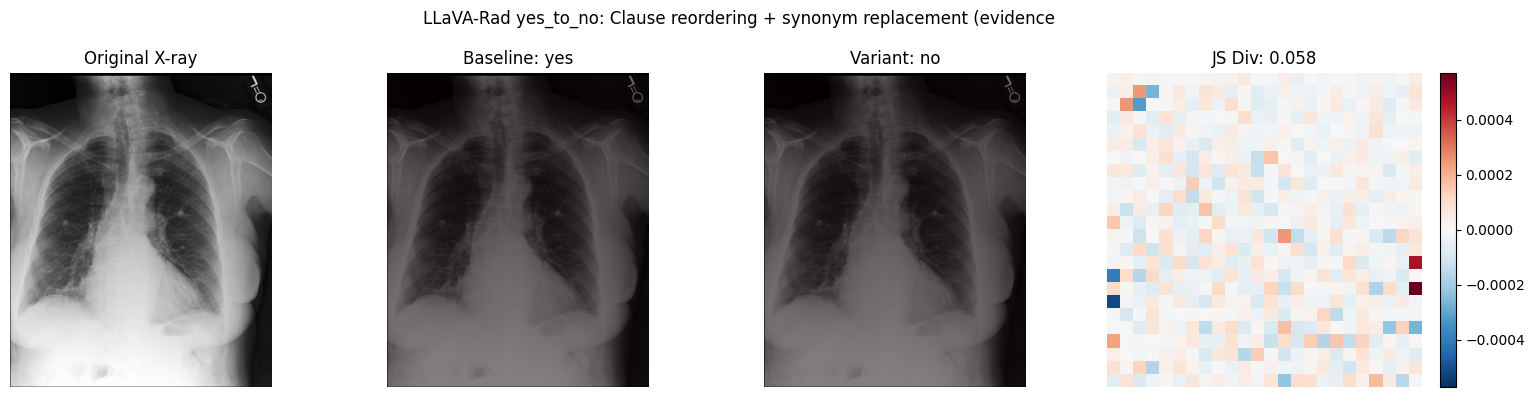 LLaVA-Rad yes_to_no: Clause reordering + synonym replacement (evidence
Original X-ray
Baseline: yes
Variant: no
JS Div: 0.058
0.0004
0.0002
0.0000
−0.0002
−0.0004